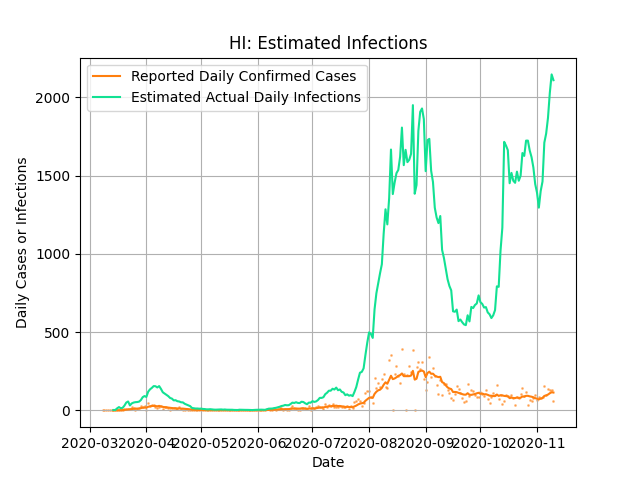 HI: Estimated Infections
Reported Daily Confirmed Cases
Estimated Actual Daily Infections
Daily Cases or Infections
2000
1500
1000
500
0
2020-03 2020-04 2020-05 2020-06 2020-07 2020-08 2020-09 2020-10 2020-11
Date